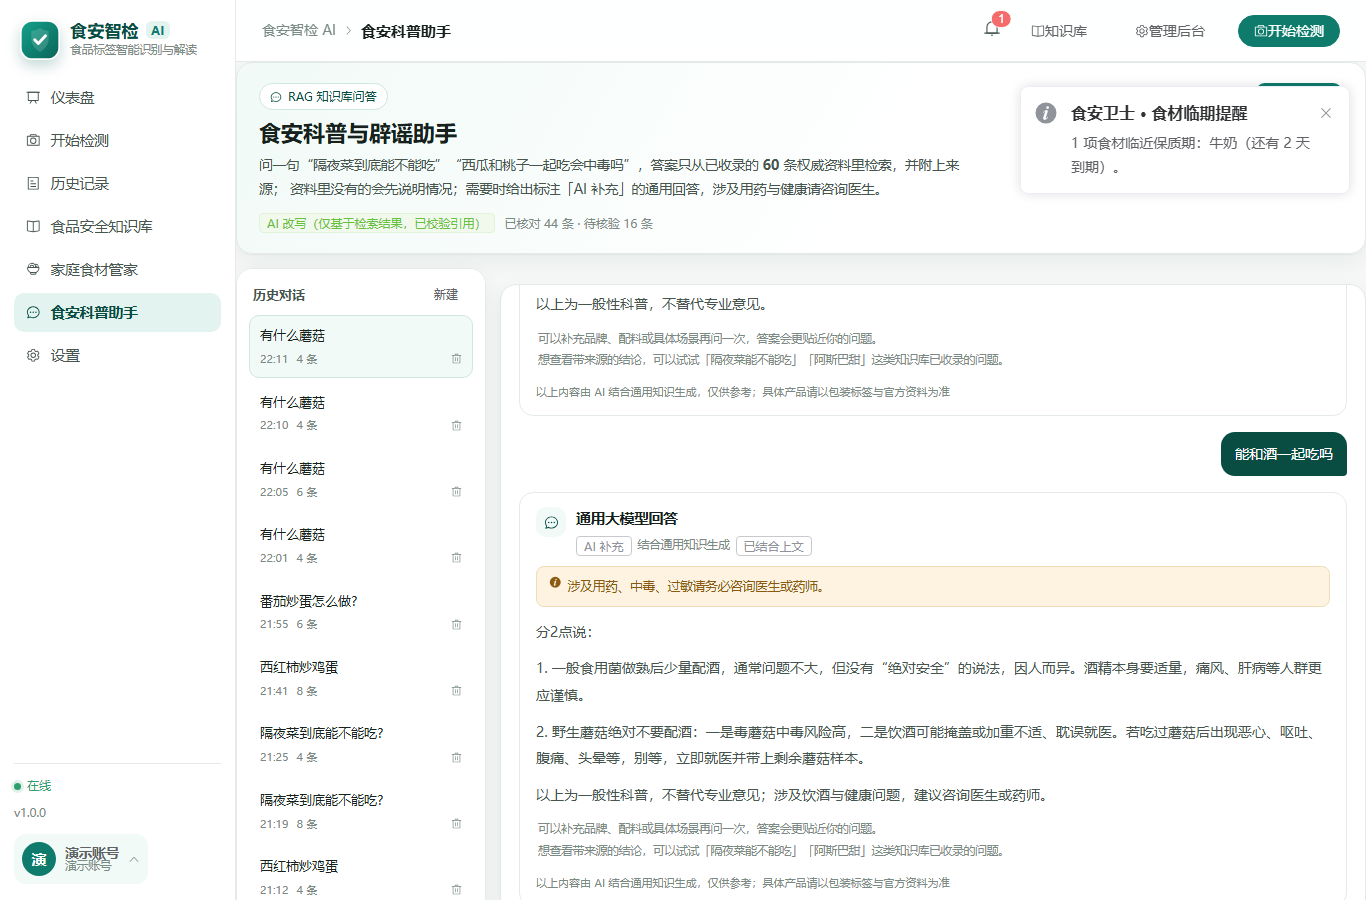 食安智检 AI
食品标签智能识别与解读
仪表盘
开始检测
历史记录
食品安全知识库
家庭食材管家
食安科普助手
设置
在线
v1.0.0
演
演示账号
演示账号
食安智检 AI > 食安科普助手
1
知识库
管理后台
开始检测
RAG 知识库问答
食安科普与辟谣助手
问一句“隔夜菜到底能不能吃”“西瓜和桃子一起吃会中毒吗”，答案只从已收录的 60 条权威资料里检索，并附上来
源；资料里没有的会先说明情况；需要时给出标注「AI 补充」的通用回答，涉及用药与健康请咨询医生。
AI 改写（仅基于检索结果，已校验引用） 已核对 44 条 · 待核验 16 条
食安卫士 • 食材临期提醒
1 项食材临近保质期：牛奶（还有 2 天
到期）。
历史对话 新建
有什么蘑菇
22:11 4 条
有什么蘑菇
22:10 4 条
有什么蘑菇
22:05 6 条
有什么蘑菇
22:01 4 条
番茄炒蛋怎么做?
21:55 6 条
西红柿炒鸡蛋
21:41 8 条
隔夜菜到底能不能吃?
21:25 4 条
隔夜菜到底能不能吃?
21:19 8 条
西红柿炒鸡蛋
21:12 4 条
以上为一般性科普，不替代专业意见。
可以补充品牌、配料或具体场景再问一次，答案会更贴近你的问题。
想查看带来源的结论，可以试试「隔夜菜能不能吃」「阿斯巴甜」这类知识库已收录的问题。
以上内容由 AI 结合通用知识生成，仅供参考；具体产品请以包装标签与官方资料为准
能和酒一起吃吗
通用大模型回答
AI 补充 结合通用知识生成 已结合上文
涉及用药、中毒、过敏请务必咨询医生或药师。
分2点说：
1. 一般食用菌做熟后少量配酒，通常问题不大，但没有“绝对安全”的说法，因人而异。酒精本身要适量，痛风、肝病等人群更
应谨慎。
2. 野生蘑菇绝对不要配酒：一是毒蘑菇中毒风险高，二是饮酒可能掩盖或加重不适、耽误就医。若吃过蘑菇后出现恶心、呕吐、
腹痛、头晕等，别等，立即就医并带上剩余蘑菇样本。
以上为一般性科普，不替代专业意见；涉及饮酒与健康问题，建议咨询医生或药师。
可以补充品牌、配料或具体场景再问一次，答案会更贴近你的问题。
想查看带来源的结论，可以试试「隔夜菜能不能吃」「阿斯巴甜」这类知识库已收录的问题。
以上内容由 AI 结合通用知识生成，仅供参考；具体产品请以包装标签与官方资料为准